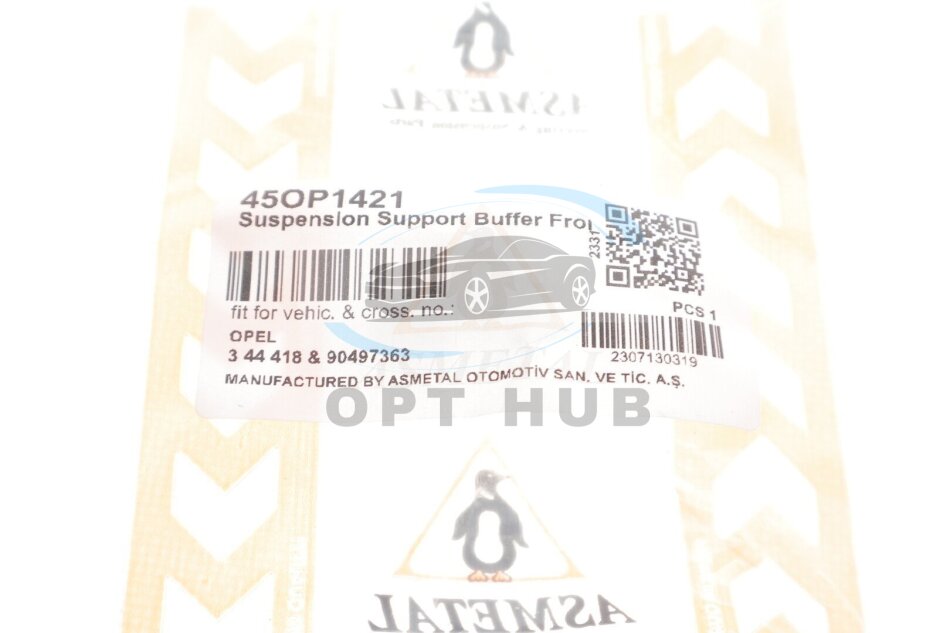 ASMETAL
45OP1421
Suspension Support Buffer Fro
2331
fit for vehic. & cross. no.:
PCS 1
OPEL
3 44 418 & 90497363
2307130319
ASMETAL
MANUFACTURED BY ASMETAL OTOMOTİV SAN. VE TİC. A.Ş.
OPT HUB
ASMETAL